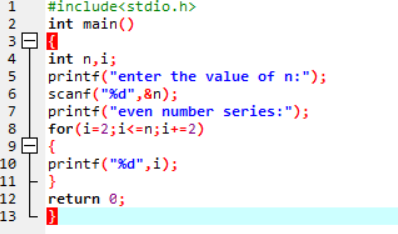 1 #include<stdio.h>
2 int main()
3 {
4 int n,i;
5 printf("enter the value of n:");
6 scanf("%d",&n);
7 printf("even number series:");
8 for(i=2;i<=n;i+=2)
9 {
10 printf("%d",i);
11 }
12 return 0;
13 }